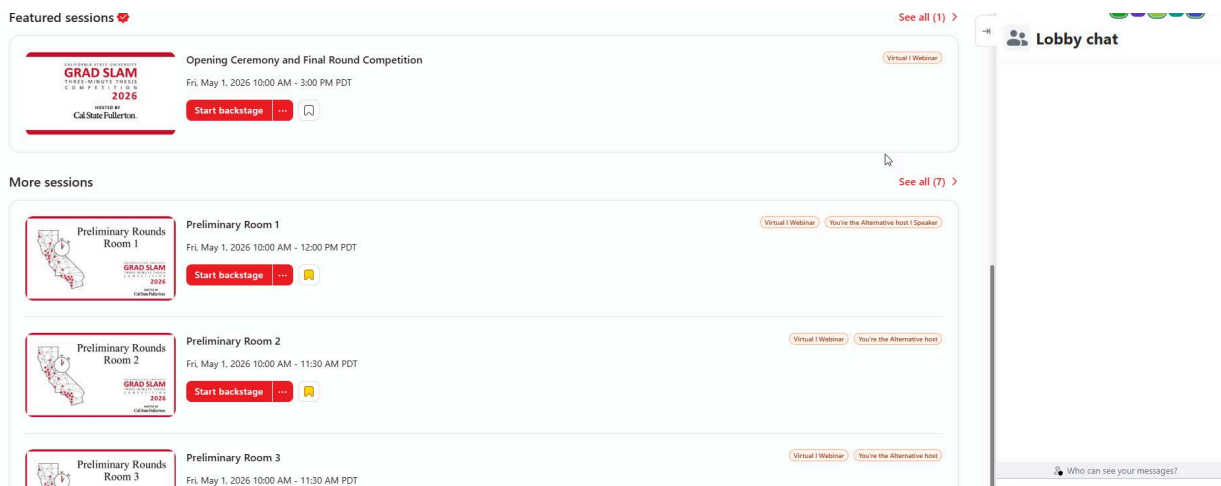 Featured sessions
See all (1)
CALIFORNIA STATE UNIVERSITY
GRAD SLAM
THREE-MINUTE THESIS
COMPETITION
2026
HOSTED BY
Cal State Fullerton.
Opening Ceremony and Final Round Competition
Virtual | Webinar
Fri, May 1, 2026 10:00 AM - 3:00 PM PDT
Start backstage ...
More sessions
See all (7)
Preliminary Rounds
Room 1
GRAD SLAM
2026
Cal State Fullerton
Preliminary Room 1
Virtual | Webinar
You're the Alternative host | Speaker
Fri, May 1, 2026 10:00 AM - 12:00 PM PDT
Start backstage ...
Preliminary Rounds
Room 2
GRAD SLAM
2026
Cal State Fullerton
Preliminary Room 2
Virtual | Webinar
You're the Alternative host
Fri, May 1, 2026 10:00 AM - 11:30 AM PDT
Start backstage ...
Preliminary Rounds
Room 3
Preliminary Room 3
Virtual | Webinar
You're the Alternative host
Fri, May 1, 2026 10:00 AM - 11:30 AM PDT
Lobby chat
Who can see your messages?